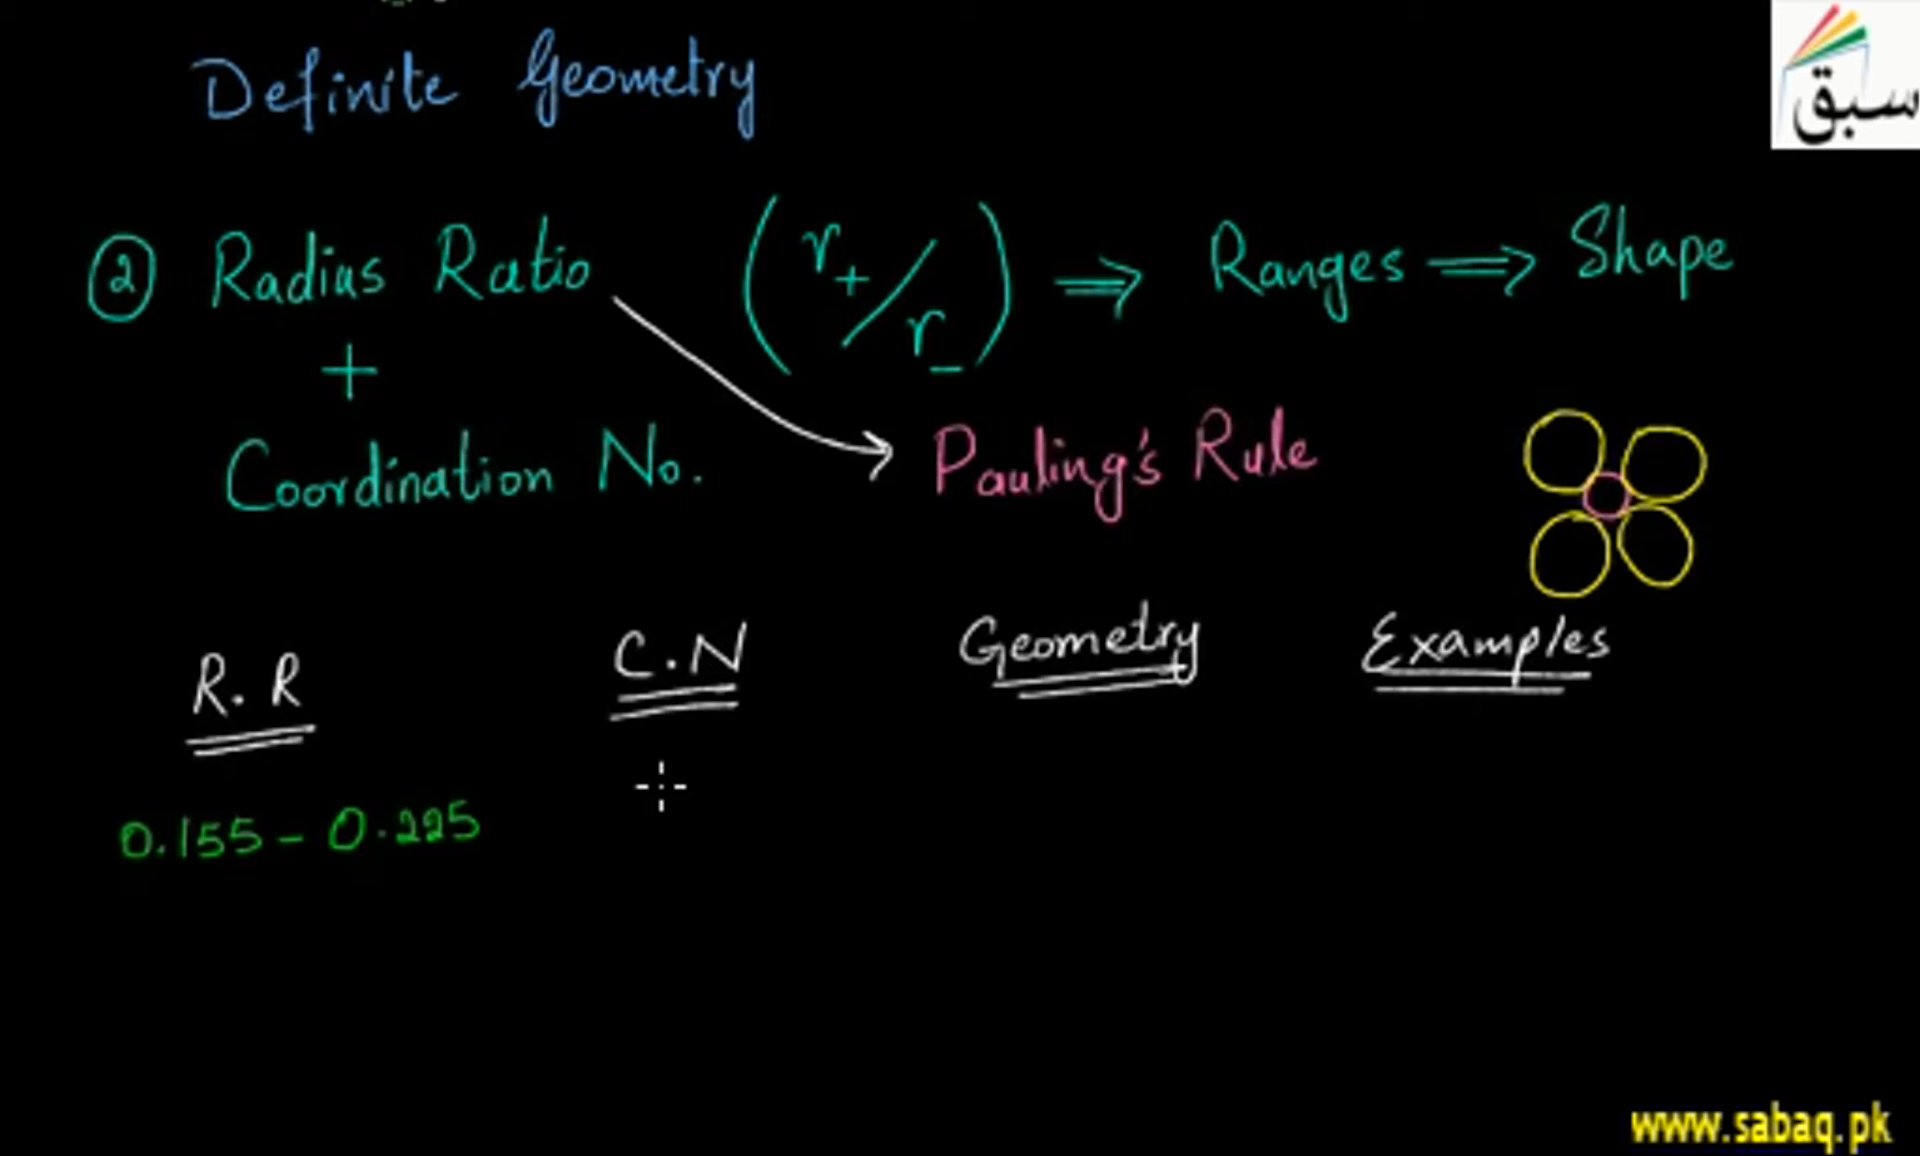 Definite Geometry
سبق
② Radius Ratio (r+/r-) ⇒ Ranges ⇒ Shape
+
Coordination No. → Pauling's Rule
R.R C.N Geometry Examples
0.155 - 0.225
www.sabaq.pk